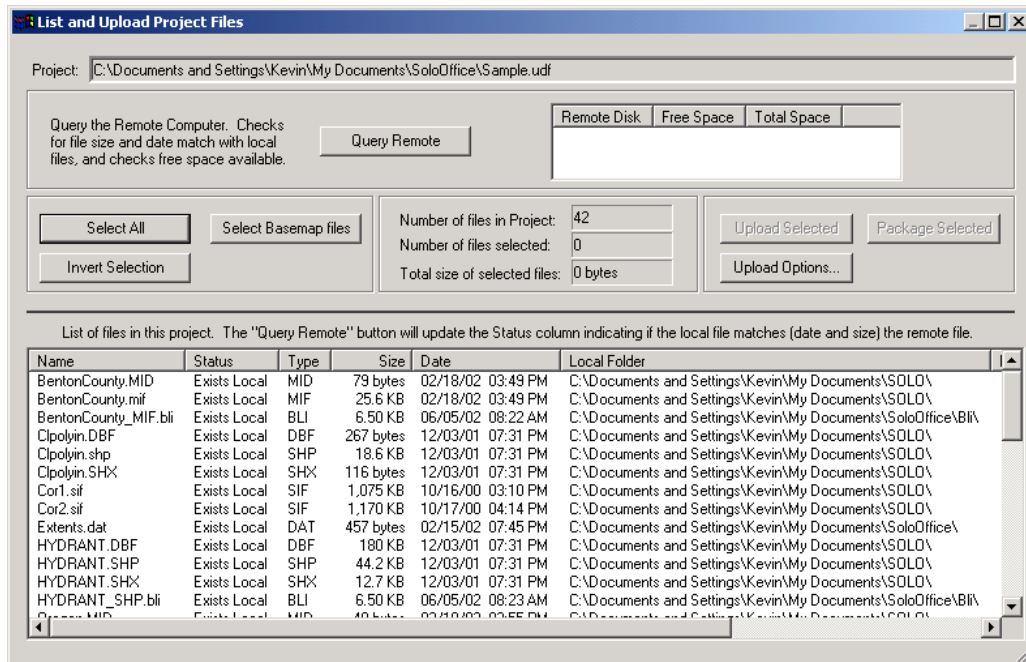 List and Upload Project Files
Project: C:\Documents and Settings\Kevin\My Documents\SoloOffice\Sample.udf
Query the Remote Computer. Checks
for file size and date match with local
files, and checks free space available.
Query Remote
Remote Disk Free Space Total Space
Select All Select Basemap files
Invert Selection
Number of files in Project: 42
Number of files selected: 0
Total size of selected files: 0 bytes
Upload Selected Package Selected
Upload Options...
List of files in this project. The "Query Remote" button will update the Status column indicating if the local file matches (date and size) the remote file.
Name Status Type Size Date Local Folder
BentonCounty.MID Exists Local MID 79 bytes 02/18/02 03:49 PM C:\Documents and Settings\Kevin\My Documents\SOLO\
BentonCounty.mif Exists Local MIF 25.6 KB 02/18/02 03:49 PM C:\Documents and Settings\Kevin\My Documents\SOLO\
BentonCounty_MIF.bli Exists Local BLI 6.50 KB 06/05/02 08:22 AM C:\Documents and Settings\Kevin\My Documents\SoloOffice\Bli\
Clpolyin.DBF Exists Local DBF 267 bytes 12/03/01 07:31 PM C:\Documents and Settings\Kevin\My Documents\SOLO\
Clpolyin.shp Exists Local SHP 18.6 KB 12/03/01 07:31 PM C:\Documents and Settings\Kevin\My Documents\SOLO\
Clpolyin.SHX Exists Local SHX 116 bytes 12/03/01 07:31 PM C:\Documents and Settings\Kevin\My Documents\SOLO\
Cor1.sif Exists Local SIF 1,075 KB 10/16/00 03:10 PM C:\Documents and Settings\Kevin\My Documents\SOLO\
Cor2.sif Exists Local SIF 1,170 KB 10/17/00 04:14 PM C:\Documents and Settings\Kevin\My Documents\SOLO\
Extents.dat Exists Local DAT 457 bytes 02/15/02 07:45 PM C:\Documents and Settings\Kevin\My Documents\SoloOffice\
HYDRANT.DBF Exists Local DBF 180 KB 12/03/01 07:31 PM C:\Documents and Settings\Kevin\My Documents\SOLO\
HYDRANT.SHP Exists Local SHP 44.2 KB 12/03/01 07:31 PM C:\Documents and Settings\Kevin\My Documents\SOLO\
HYDRANT.SHX Exists Local SHX 12.7 KB 12/03/01 07:31 PM C:\Documents and Settings\Kevin\My Documents\SOLO\
HYDRANT_SHP.bli Exists Local BLI 6.50 KB 06/05/02 08:23 AM C:\Documents and Settings\Kevin\My Documents\SoloOffice\Bli\